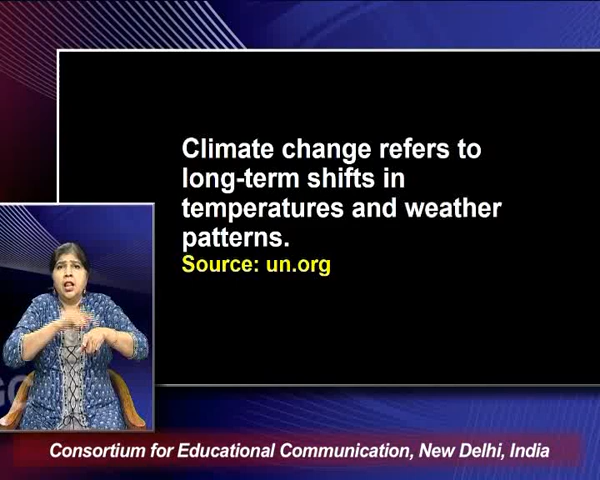 Climate change refers to
long-term shifts in
temperatures and weather
patterns.
Source: un.org
Consortium for Educational Communication, New Delhi, India